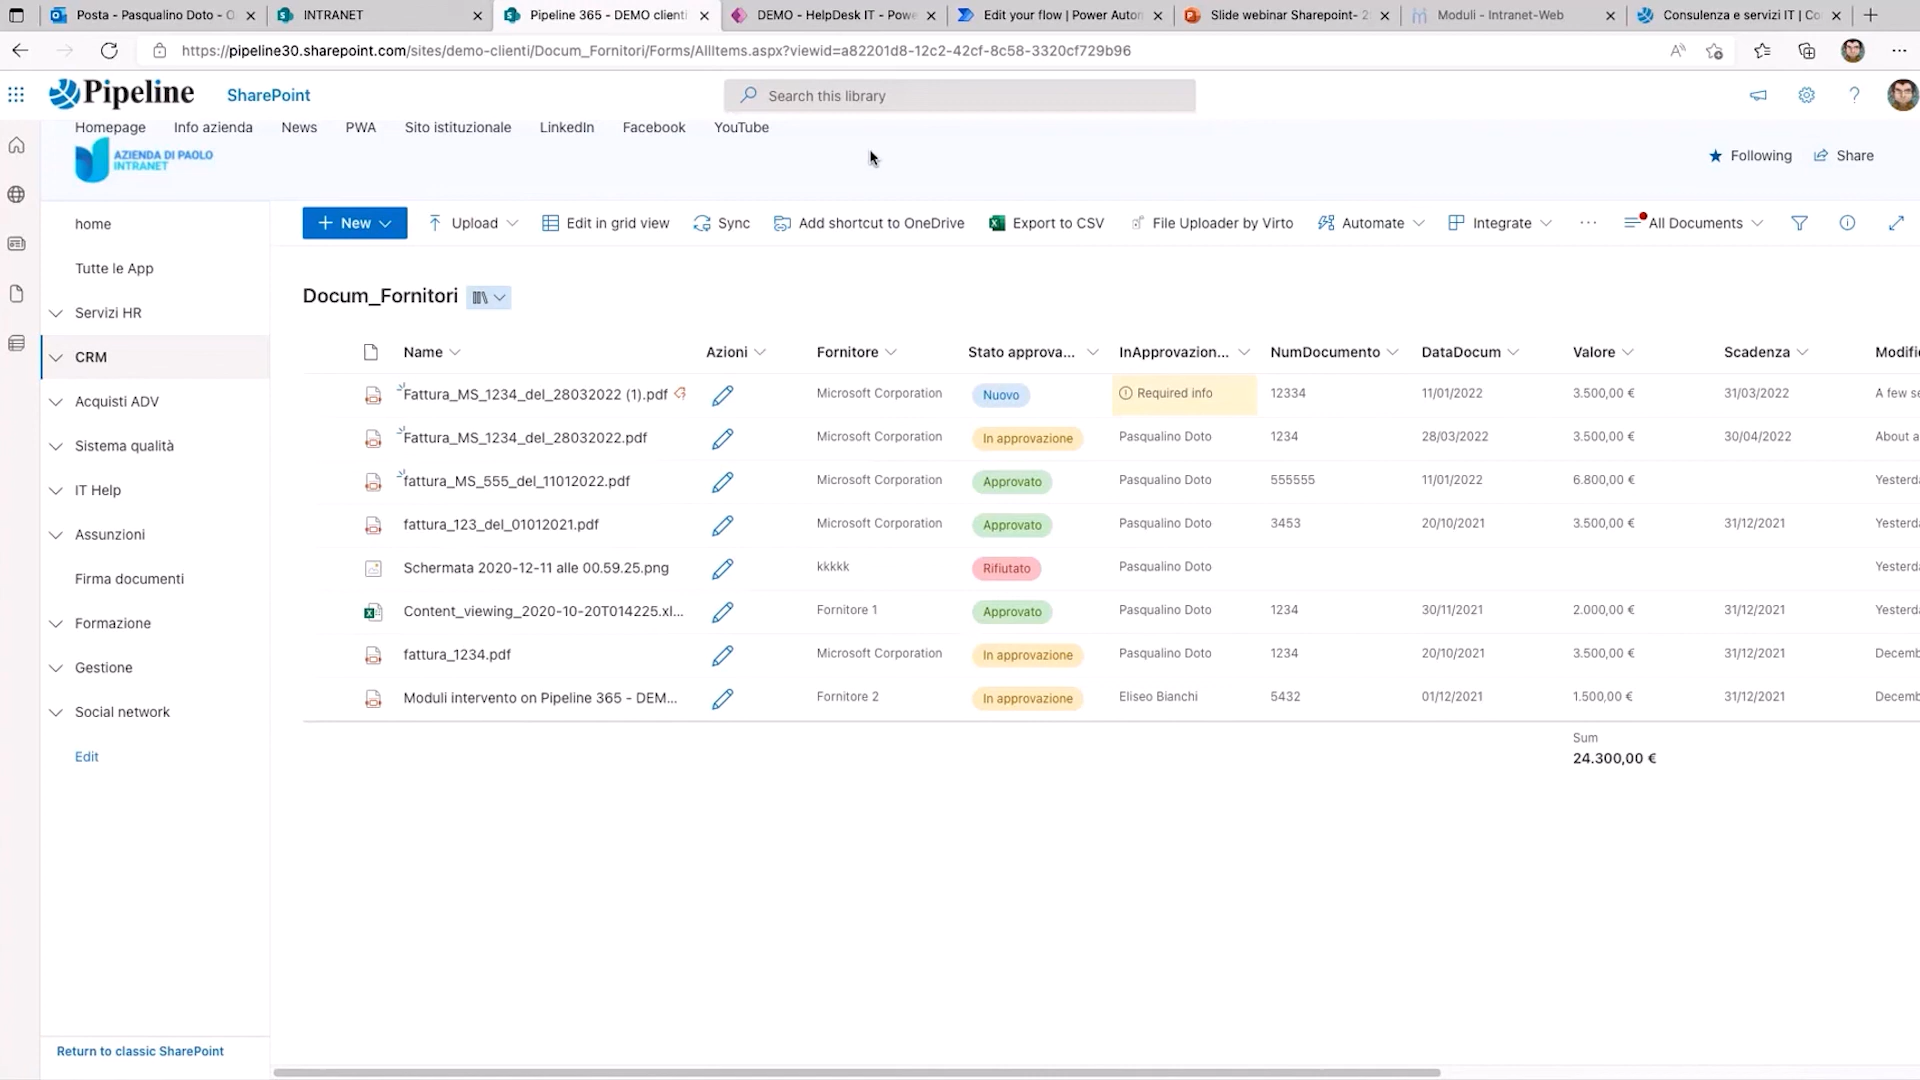 Posta - Pasqualino Doto - O
INTRANET
Pipeline 365 - DEMO clienti
DEMO - HelpDesk IT - Powe
Edit your flow | Power Autom
Slide webinar Sharepoint- 2
Moduli - Intranet-Web
Consulenza e servizi IT | Co
https://pipeline30.sharepoint.com/sites/demo-clienti/Docum_Fornitori/Forms/AllItems.aspx?viewid=a82201d8-12c2-42cf-8c58-3320cf729b96
Pipeline SharePoint Search this library
Homepage Info azienda News PWA Sito istituzionale LinkedIn Facebook YouTube
AZIENDA DI PAOLO
INTRANET
Following Share
home
Tutte le App
Servizi HR
CRM
Acquisti ADV
Sistema qualità
IT Help
Assunzioni
Firma documenti
Formazione
Gestione
Social network
Edit
Return to classic SharePoint
New Upload Edit in grid view Sync Add shortcut to OneDrive Export to CSV File Uploader by Virto Automate Integrate ... All Documents
Docum_Fornitori
Name Azioni Fornitore Stato approva... InApprovazion... NumDocumento DataDocum Valore Scadenza Modifi
Fattura_MS_1234_del_28032022 (1).pdf Microsoft Corporation Nuovo Required info 12334 11/01/2022 3.500,00 € 31/03/2022 A few se
Fattura_MS_1234_del_28032022.pdf Microsoft Corporation In approvazione Pasqualino Doto 1234 28/03/2022 3.500,00 € 30/04/2022 About a
fattura_MS_555_del_11012022.pdf Microsoft Corporation Approvato Pasqualino Doto 555555 11/01/2022 6.800,00 € Yesterd
fattura_123_del_01012021.pdf Microsoft Corporation Approvato Pasqualino Doto 3453 20/10/2021 3.500,00 € 31/12/2021 Yesterd
Schermata 2020-12-11 alle 00.59.25.png kkkkk Rifiutato Pasqualino Doto Yesterd
Content_viewing_2020-10-20T014225.xl... Fornitore 1 Approvato Pasqualino Doto 1234 30/11/2021 2.000,00 € 31/12/2021 Yesterd
fattura_1234.pdf Microsoft Corporation In approvazione Pasqualino Doto 1234 20/10/2021 3.500,00 € 31/12/2021 Decemb
Moduli intervento on Pipeline 365 - DEM... Fornitore 2 In approvazione Eliseo Bianchi 5432 01/12/2021 1.500,00 € 31/12/2021 Decemb
Sum
24.300,00 €